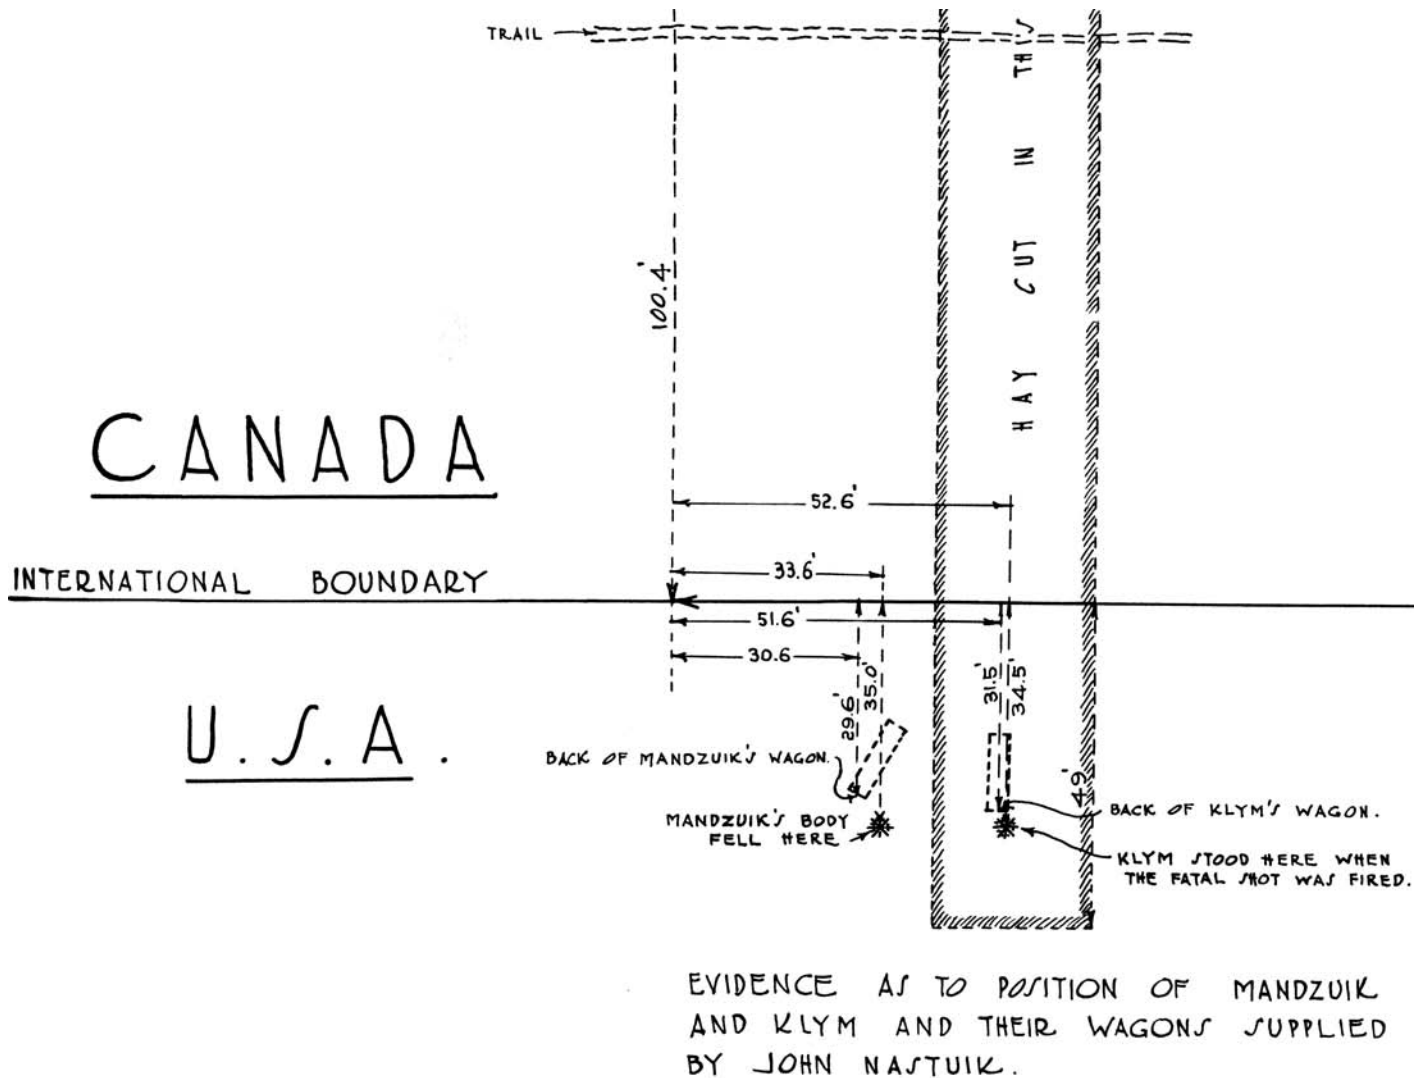 TRAIL
HAY CUT IN THIS
100.4'
CANADA
52.6'
33.6'
INTERNATIONAL BOUNDARY
51.6'
30.6
29.6'
35.0'
31.5'
34.5'
U.S.A.
BACK OF MANDZUIK'S WAGON.
49'
BACK OF KLYM'S WAGON.
MANDZUIK'S BODY
FELL HERE
KLYM STOOD HERE WHEN
THE FATAL SHOT WAS FIRED.
EVIDENCE AS TO POSITION OF MANDZUIK
AND KLYM AND THEIR WAGONS SUPPLIED
BY JOHN NASTUIK.